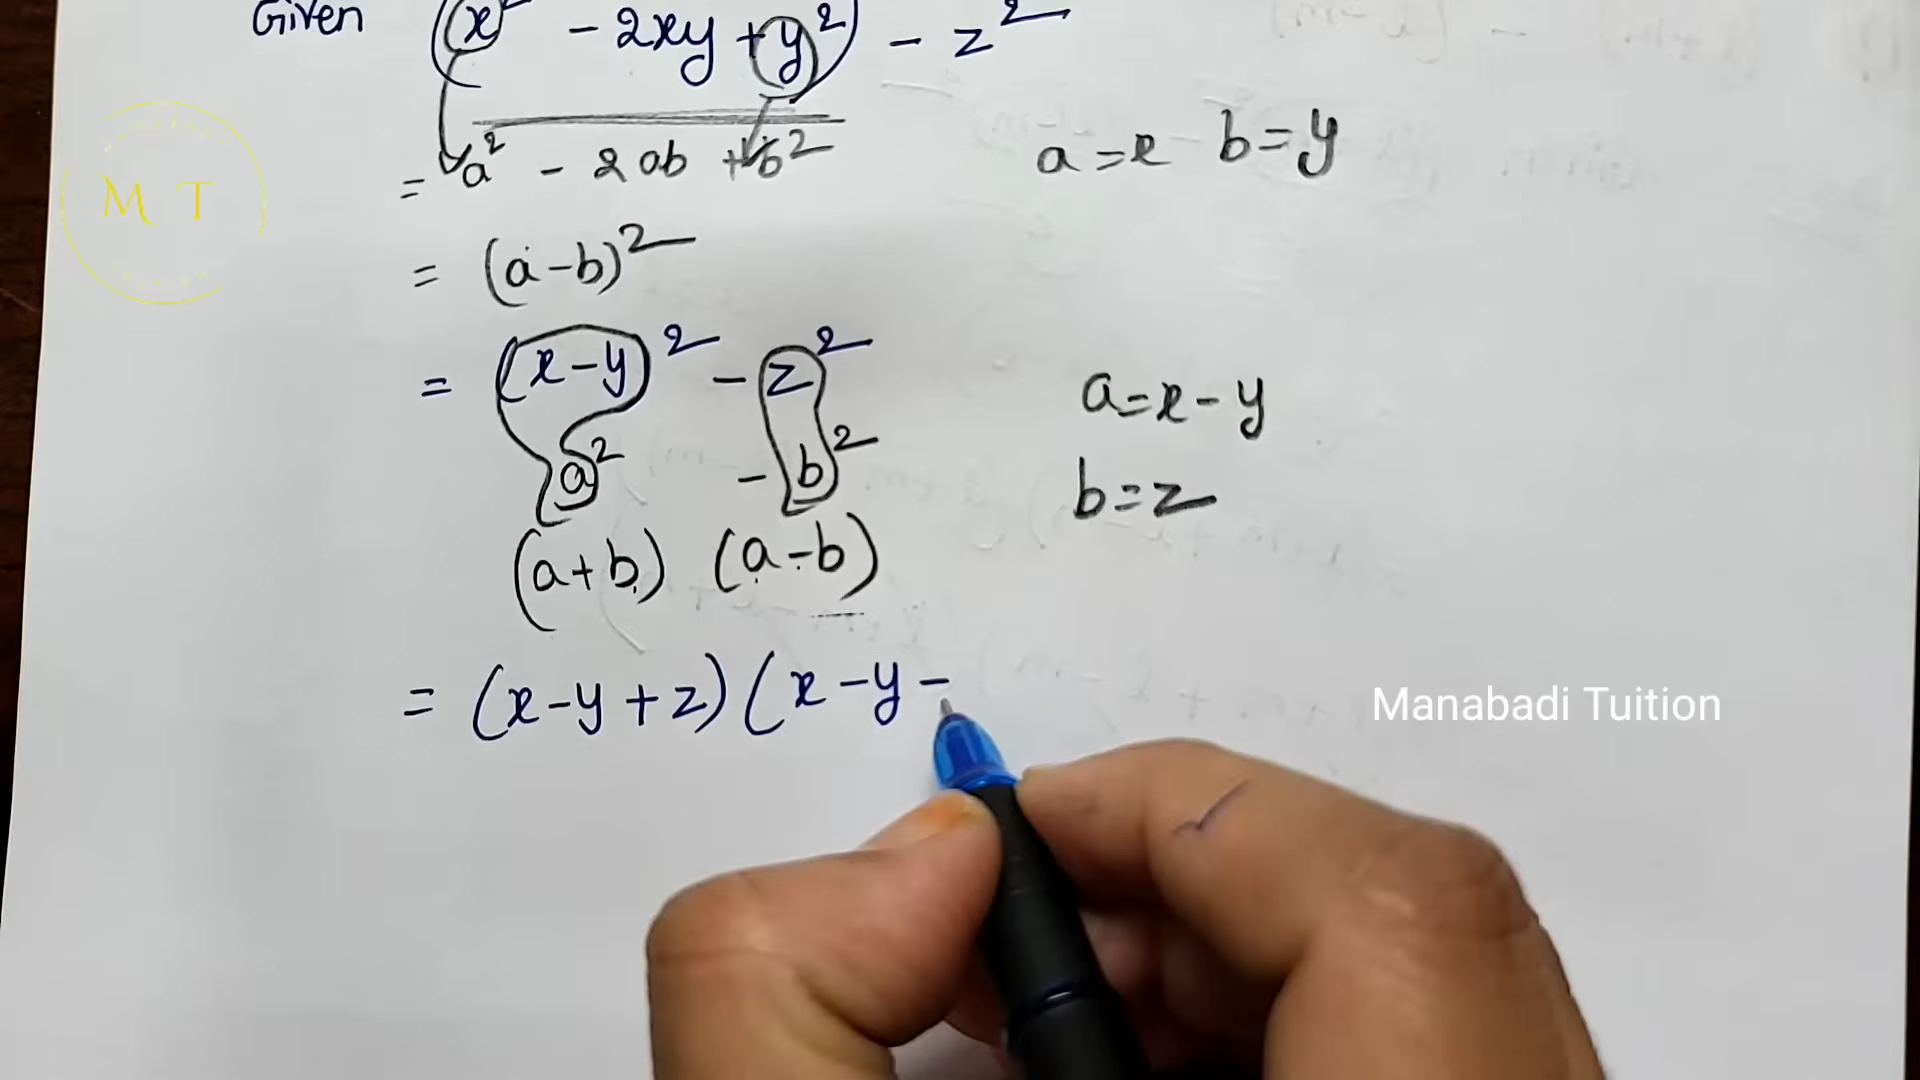 Given (x² - 2xy + y²) - z²
= a² - 2ab + b² a = x b = y
= (a-b)²
= (x-y)² - z² a = x - y
a² - b² b = z
(a+b) (a-b)
= (x-y+z) (x-y-
M T
Manabadi Tuition